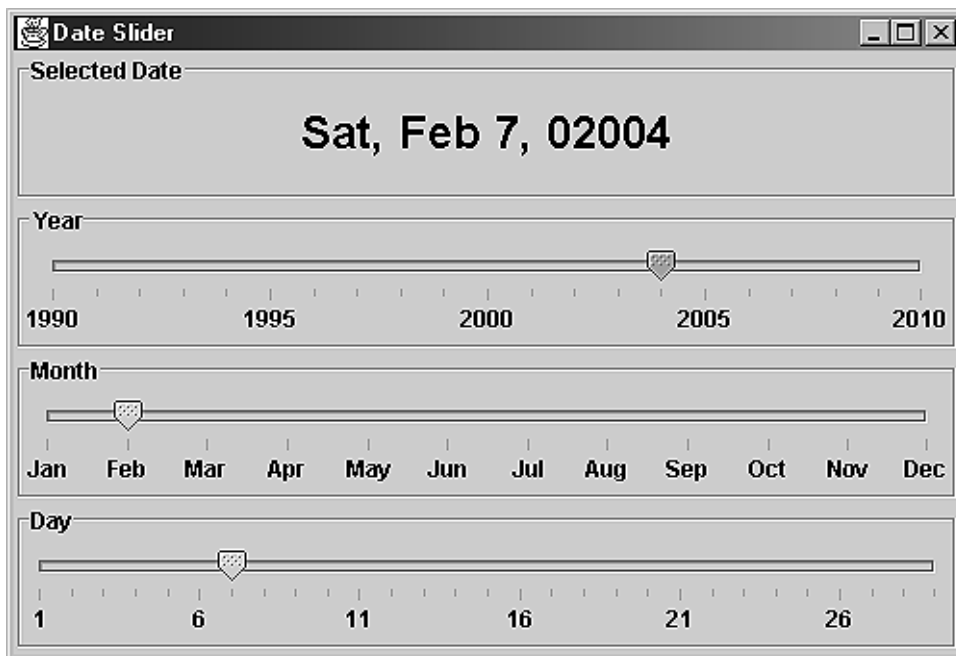 Date Slider
Selected Date
Sat, Feb 7, 02004
Year
1990 1995 2000 2005 2010
Month
Jan Feb Mar Apr May Jun Jul Aug Sep Oct Nov Dec
Day
1 6 11 16 21 26